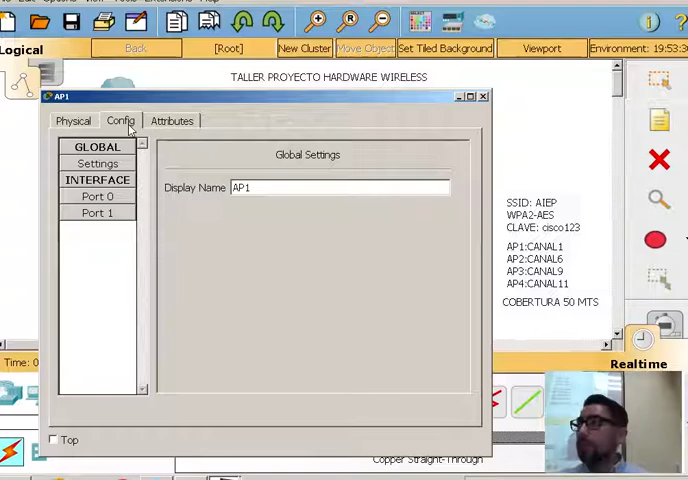 Logical
Back
[Root]
New Cluster
Move Object
Set Tiled Background
Viewport
Environment: 19:53:3
TALLER PROYECTO HARDWARE WIRELESS
AP1
Physical
Config
Attributes
GLOBAL
Settings
INTERFACE
Port 0
Port 1
Global Settings
Display Name
AP1
SSID: AIEP
WPA2-AES
CLAVE: cisco123
AP1:CANAL1
AP2:CANAL6
AP3:CANAL9
AP4:CANAL11
COBERTURA 50 MTS
Time: 0
Realtime
Top
Copper Straight-Through